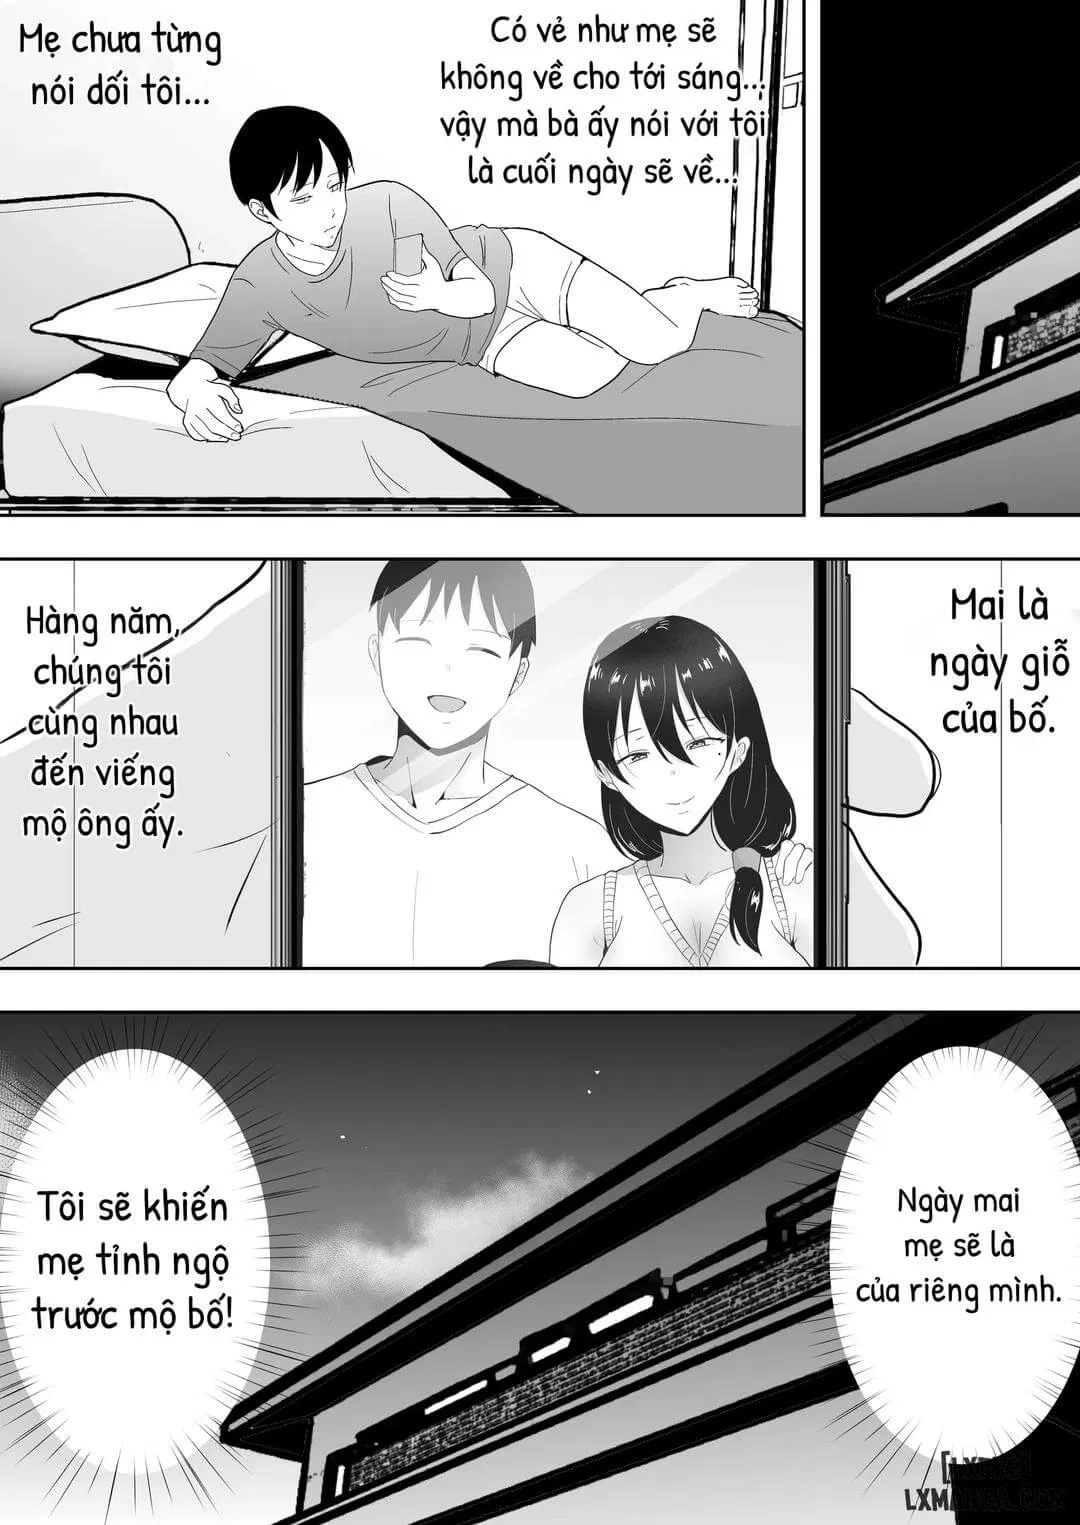 Có vẻ như mẹ sẽ
không về cho tới sáng...
vậy mà bà ấy nói với tôi
là cuối ngày sẽ về...
Mẹ chưa từng
nói dối tôi...
Mai là
ngày giỗ
của bố.
Hàng năm,
chúng tôi
cùng nhau
đến viếng
mộ ông ấy.
Ngày mai
mẹ sẽ là
của riêng mình.
Tôi sẽ khiến
mẹ tỉnh ngộ
trước mộ bố!
LXMANGA.COM